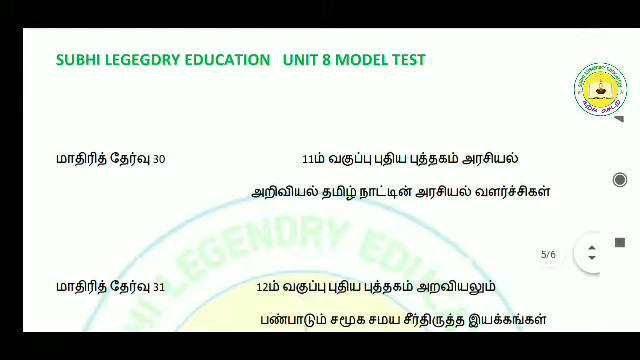 SUBHI LEGEGDRY EDUCATION UNIT 8 MODEL TEST
மாதிரித் தேர்வு 30 11ம் வகுப்பு புதிய புத்தகம் அரசியல்
அறிவியல் தமிழ் நாட்டின் அரசியல் வளர்ச்சிகள்
5/6
மாதிரித் தேர்வு 31 12ம் வகுப்பு புதிய புத்தகம் அறவியலும்
பண்பாடும் சமூக சமய சீர்திருத்த இயக்கங்கள்